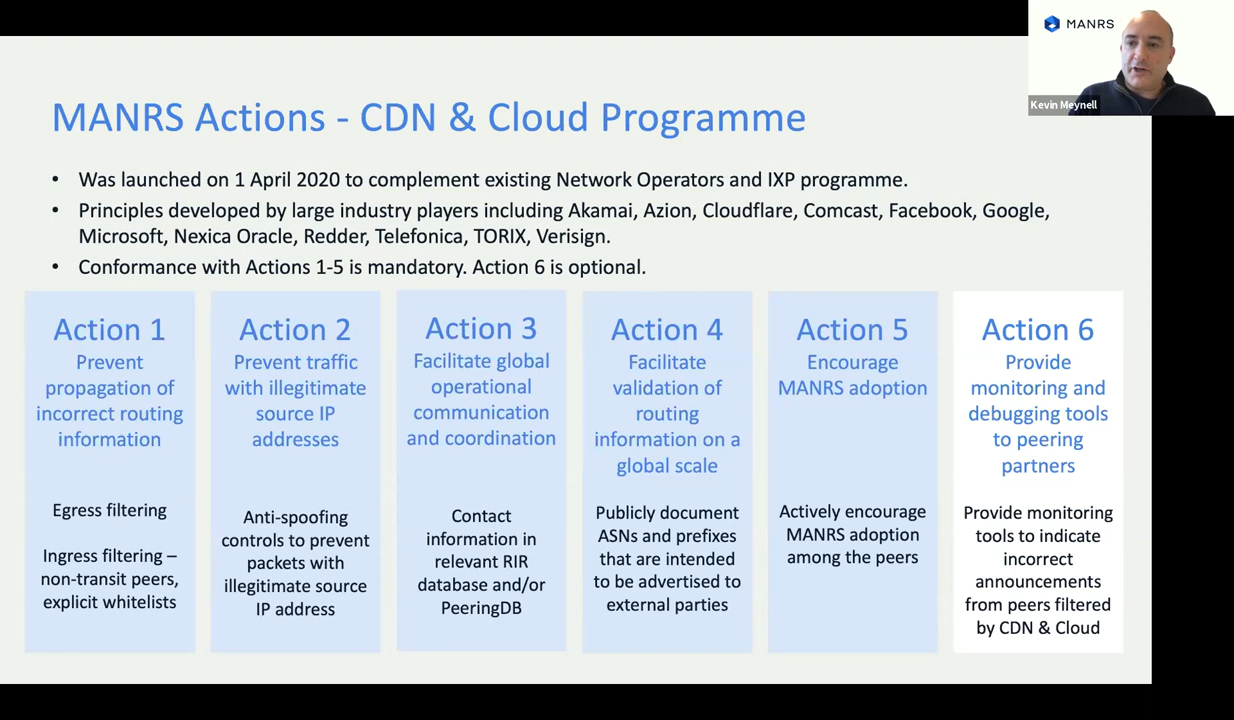 MANRS
Kevin Meynell
MANRS Actions - CDN & Cloud Programme
• Was launched on 1 April 2020 to complement existing Network Operators and IXP programme.
• Principles developed by large industry players including Akamai, Azion, Cloudflare, Comcast, Facebook, Google,
Microsoft, Nexica Oracle, Redder, Telefonica, TORIX, Verisign.
• Conformance with Actions 1-5 is mandatory. Action 6 is optional.
Action 1
Prevent
propagation of
incorrect routing
information
Egress filtering
Ingress filtering –
non-transit peers,
explicit whitelists
Action 2
Prevent traffic
with illegitimate
source IP
addresses
Anti-spoofing
controls to prevent
packets with
illegitimate source
IP address
Action 3
Facilitate global
operational
communication
and coordination
Contact
information in
relevant RIR
database and/or
PeeringDB
Action 4
Facilitate
validation of
routing
information on a
global scale
Publicly document
ASNs and prefixes
that are intended
to be advertised to
external parties
Action 5
Encourage
MANRS adoption
Actively encourage
MANRS adoption
among the peers
Action 6
Provide
monitoring and
debugging tools
to peering
partners
Provide monitoring
tools to indicate
incorrect
announcements
from peers filtered
by CDN & Cloud